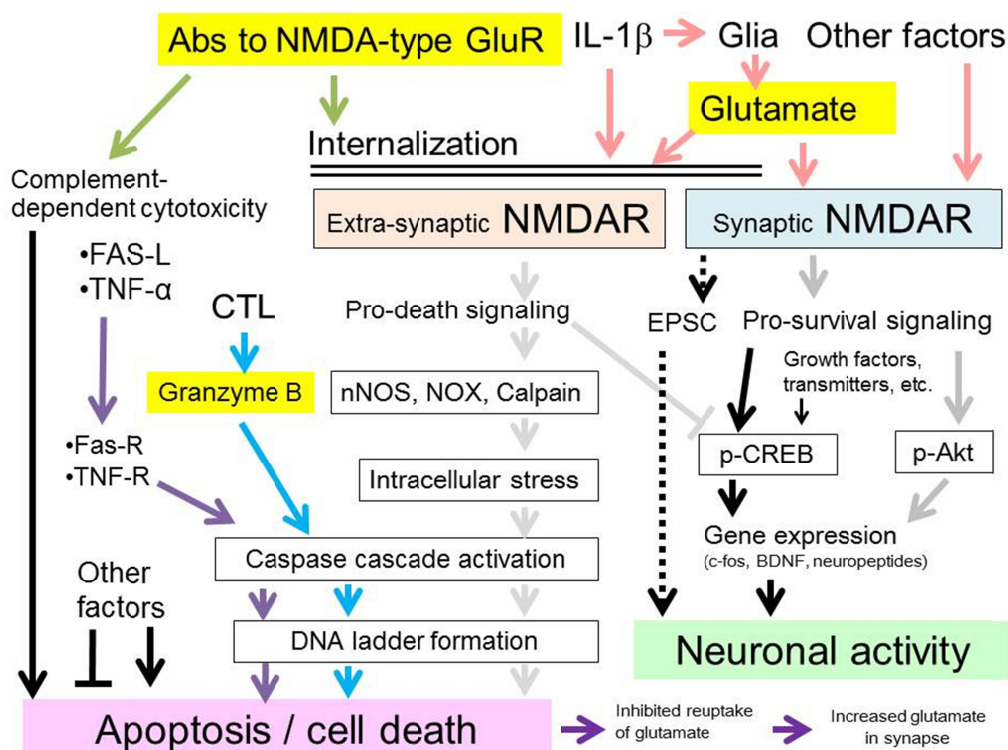 Abs to NMDA-type GluR
IL-1β
Glia
Other factors
Glutamate
Internalization
Complement-
dependent cytotoxicity
Extra-synaptic NMDAR
Synaptic NMDAR
•FAS-L
•TNF-α
CTL
Pro-death signaling
EPSC
Pro-survival signaling
Growth factors,
transmitters, etc.
Granzyme B
nNOS, NOX, Calpain
•Fas-R
•TNF-R
p-CREB
p-Akt
Intracellular stress
Gene expression
(c-fos, BDNF, neuropeptides)
Caspase cascade activation
Other
factors
DNA ladder formation
Neuronal activity
Apoptosis / cell death
Inhibited reuptake
of glutamate
Increased glutamate
in synapse